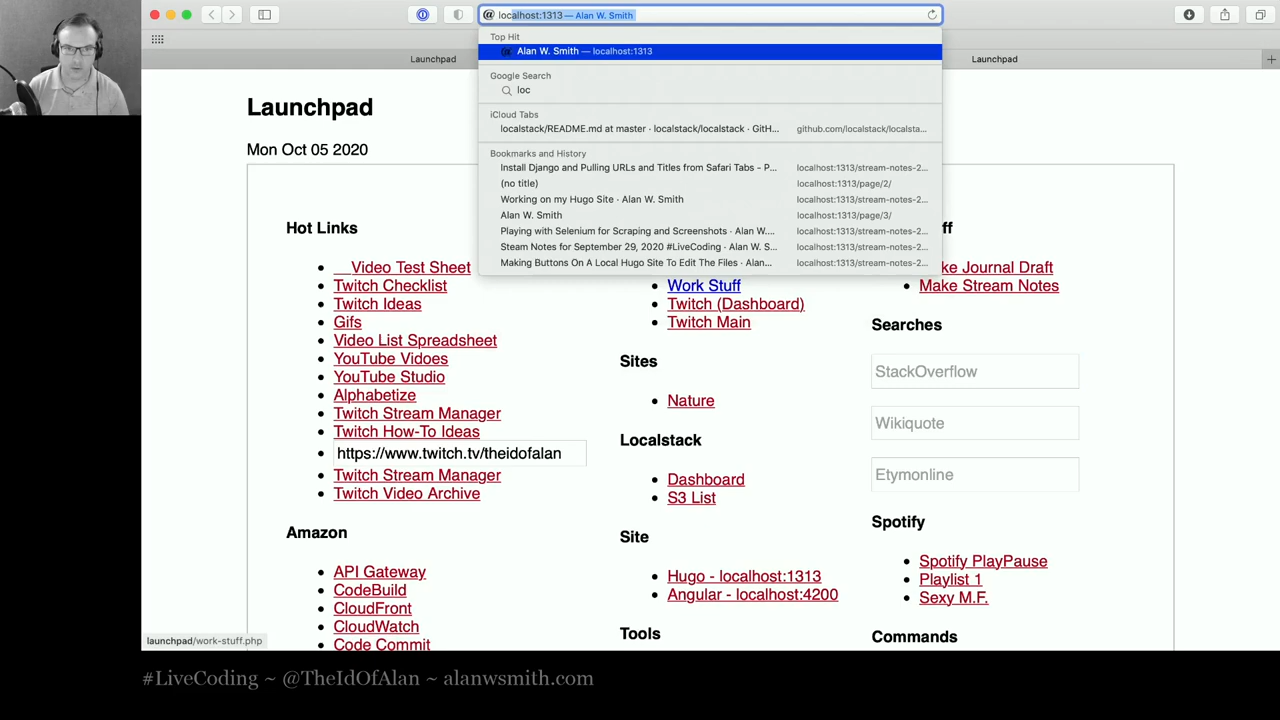 @ localhost:1313 — Alan W. Smith
Top Hit
Alan W. Smith — localhost:1313
Google Search
loc
iCloud Tabs
localstack/README.md at master · localstack/localstack · GitH... github.com/localstack/localsta...
Bookmarks and History
Install Django and Pulling URLs and Titles from Safari Tabs - P... localhost:1313/stream-notes-2...
(no title) localhost:1313/page/2/
Working on my Hugo Site · Alan W. Smith localhost:1313/stream-notes-2...
Alan W. Smith localhost:1313/page/3/
Playing with Selenium for Scraping and Screenshots · Alan W.... localhost:1313/stream-notes-2...
Steam Notes for September 29, 2020 #LiveCoding · Alan W. S... localhost:1313/stream-notes-2...
Making Buttons On A Local Hugo Site To Edit The Files · Alan... localhost:1313/stream-notes-2...
Launchpad
Launchpad
Launchpad
Mon Oct 05 2020
Hot Links
__Video Test Sheet
Twitch Checklist
Twitch Ideas
Gifs
Video List Spreadsheet
YouTube Vidoes
YouTube Studio
Alphabetize
Twitch Stream Manager
Twitch How-To Ideas
https://www.twitch.tv/theidofalan
Twitch Stream Manager
Twitch Video Archive
Amazon
API Gateway
CodeBuild
CloudFront
CloudWatch
Code Commit
Work Stuff
Twitch (Dashboard)
Twitch Main
Sites
Nature
Localstack
Dashboard
S3 List
Site
Hugo - localhost:1313
Angular - localhost:4200
Tools
ff
ke Journal Draft
Make Stream Notes
Searches
StackOverflow
Wikiquote
Etymonline
Spotify
Spotify PlayPause
Playlist 1
Sexy M.F.
Commands
launchpad/work-stuff.php
#LiveCoding ~ @TheIdOfAlan ~ alanwsmith.com